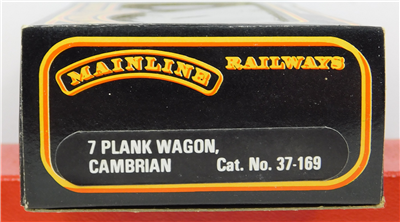 MAINLINE RAILWAYS
7 PLANK WAGON,
CAMBRIAN Cat. No. 37-169